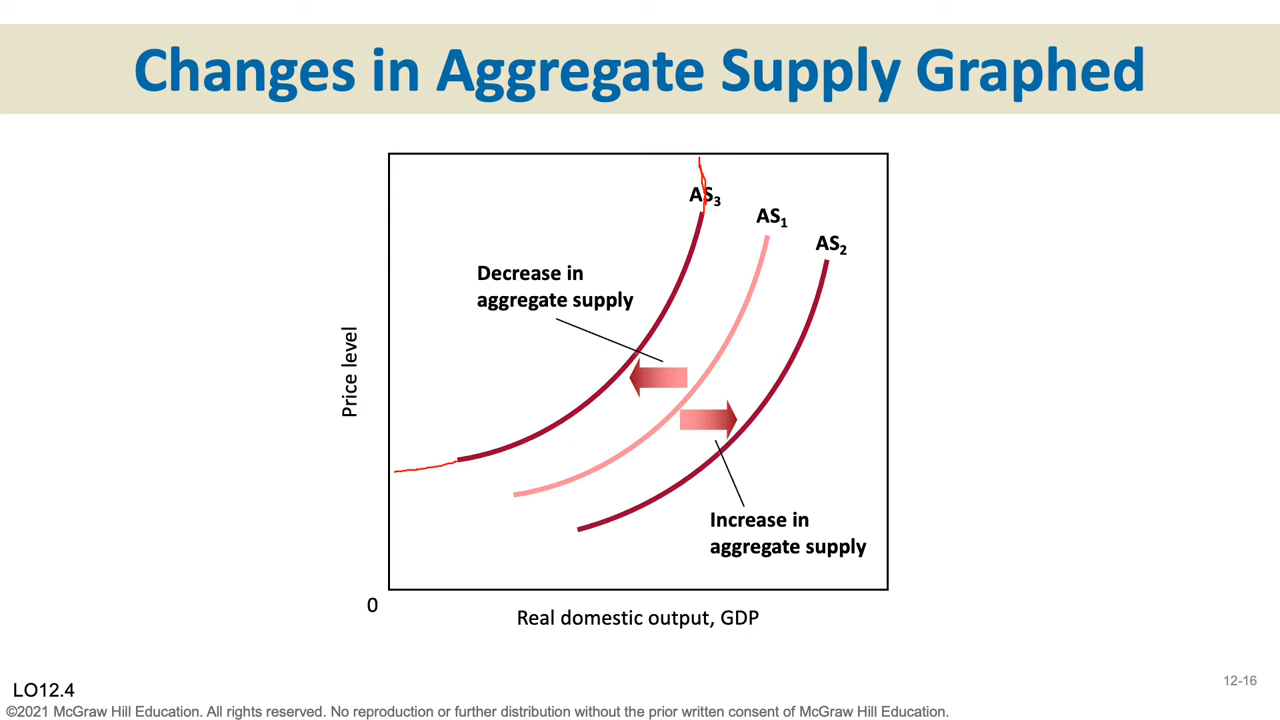 Changes in Aggregate Supply Graphed
AS3
AS1
AS2
Decrease in
aggregate supply
Price level
Increase in
aggregate supply
0
Real domestic output, GDP
LO12.4
12-16
©2021 McGraw Hill Education. All rights reserved. No reproduction or further distribution without the prior written consent of McGraw Hill Education.